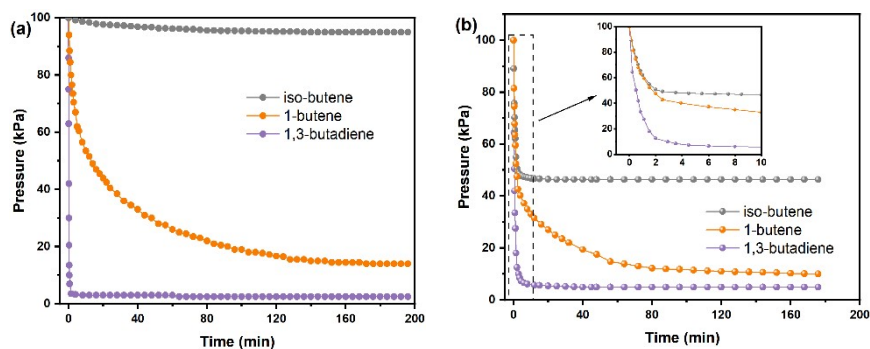 (a)
100
80
60
40
20
0
Pressure (kPa)
iso-butene
1-butene
1,3-butadiene
0 40 80 120 160 200
Time (min)
(b)
100
80
60
40
20
0
Pressure (kPa)
100
80
60
40
20
0
0 2 4 6 8 10
iso-butene
1-butene
1,3-butadiene
0 40 80 120 160 200
Time (min)